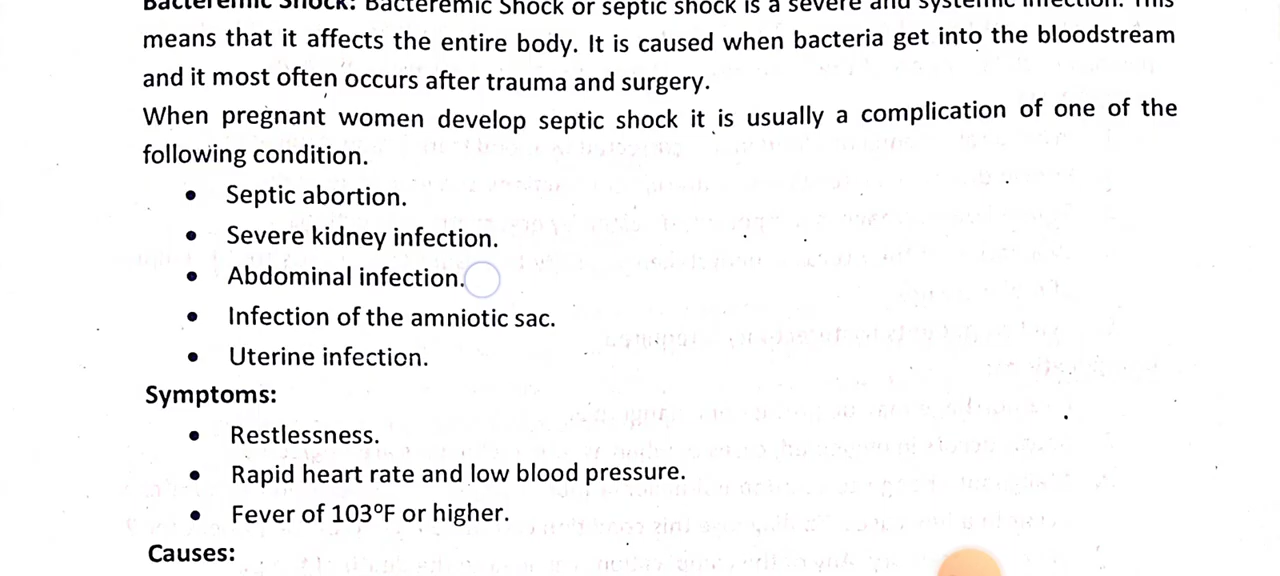 Bacteremic Shock: Bacteremic Shock or septic shock is a severe and systemic infection. This
means that it affects the entire body. It is caused when bacteria get into the bloodstream
and it most often occurs after trauma and surgery.
When pregnant women develop septic shock it is usually a complication of one of the
following condition.
• Septic abortion.
• Severe kidney infection.
• Abdominal infection.
• Infection of the amniotic sac.
• Uterine infection.
Symptoms:
• Restlessness.
• Rapid heart rate and low blood pressure.
• Fever of 103°F or higher.
Causes: